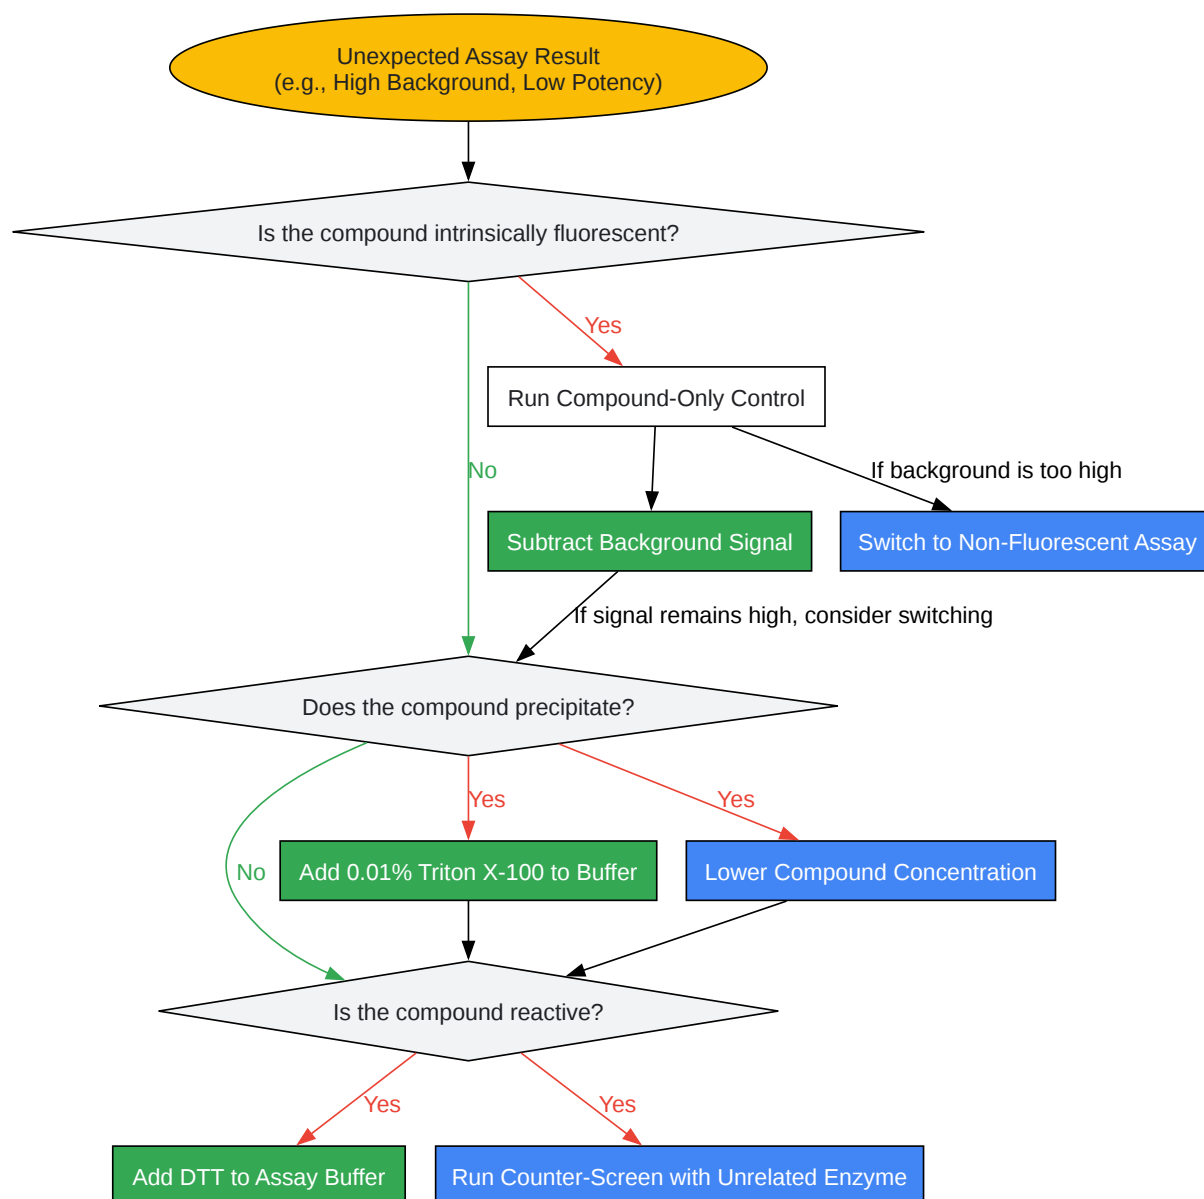 Unexpected Assay Result
(e.g., High Background, Low Potency)
Is the compound intrinsically fluorescent?
Yes
Run Compound-Only Control
No
If background is too high
Subtract Background Signal
Switch to Non-Fluorescent Assay
If signal remains high, consider switching
Does the compound precipitate?
Yes
Yes
No
Add 0.01% Triton X-100 to Buffer
Lower Compound Concentration
Is the compound reactive?
Yes
Yes
Add DTT to Assay Buffer
Run Counter-Screen with Unrelated Enzyme